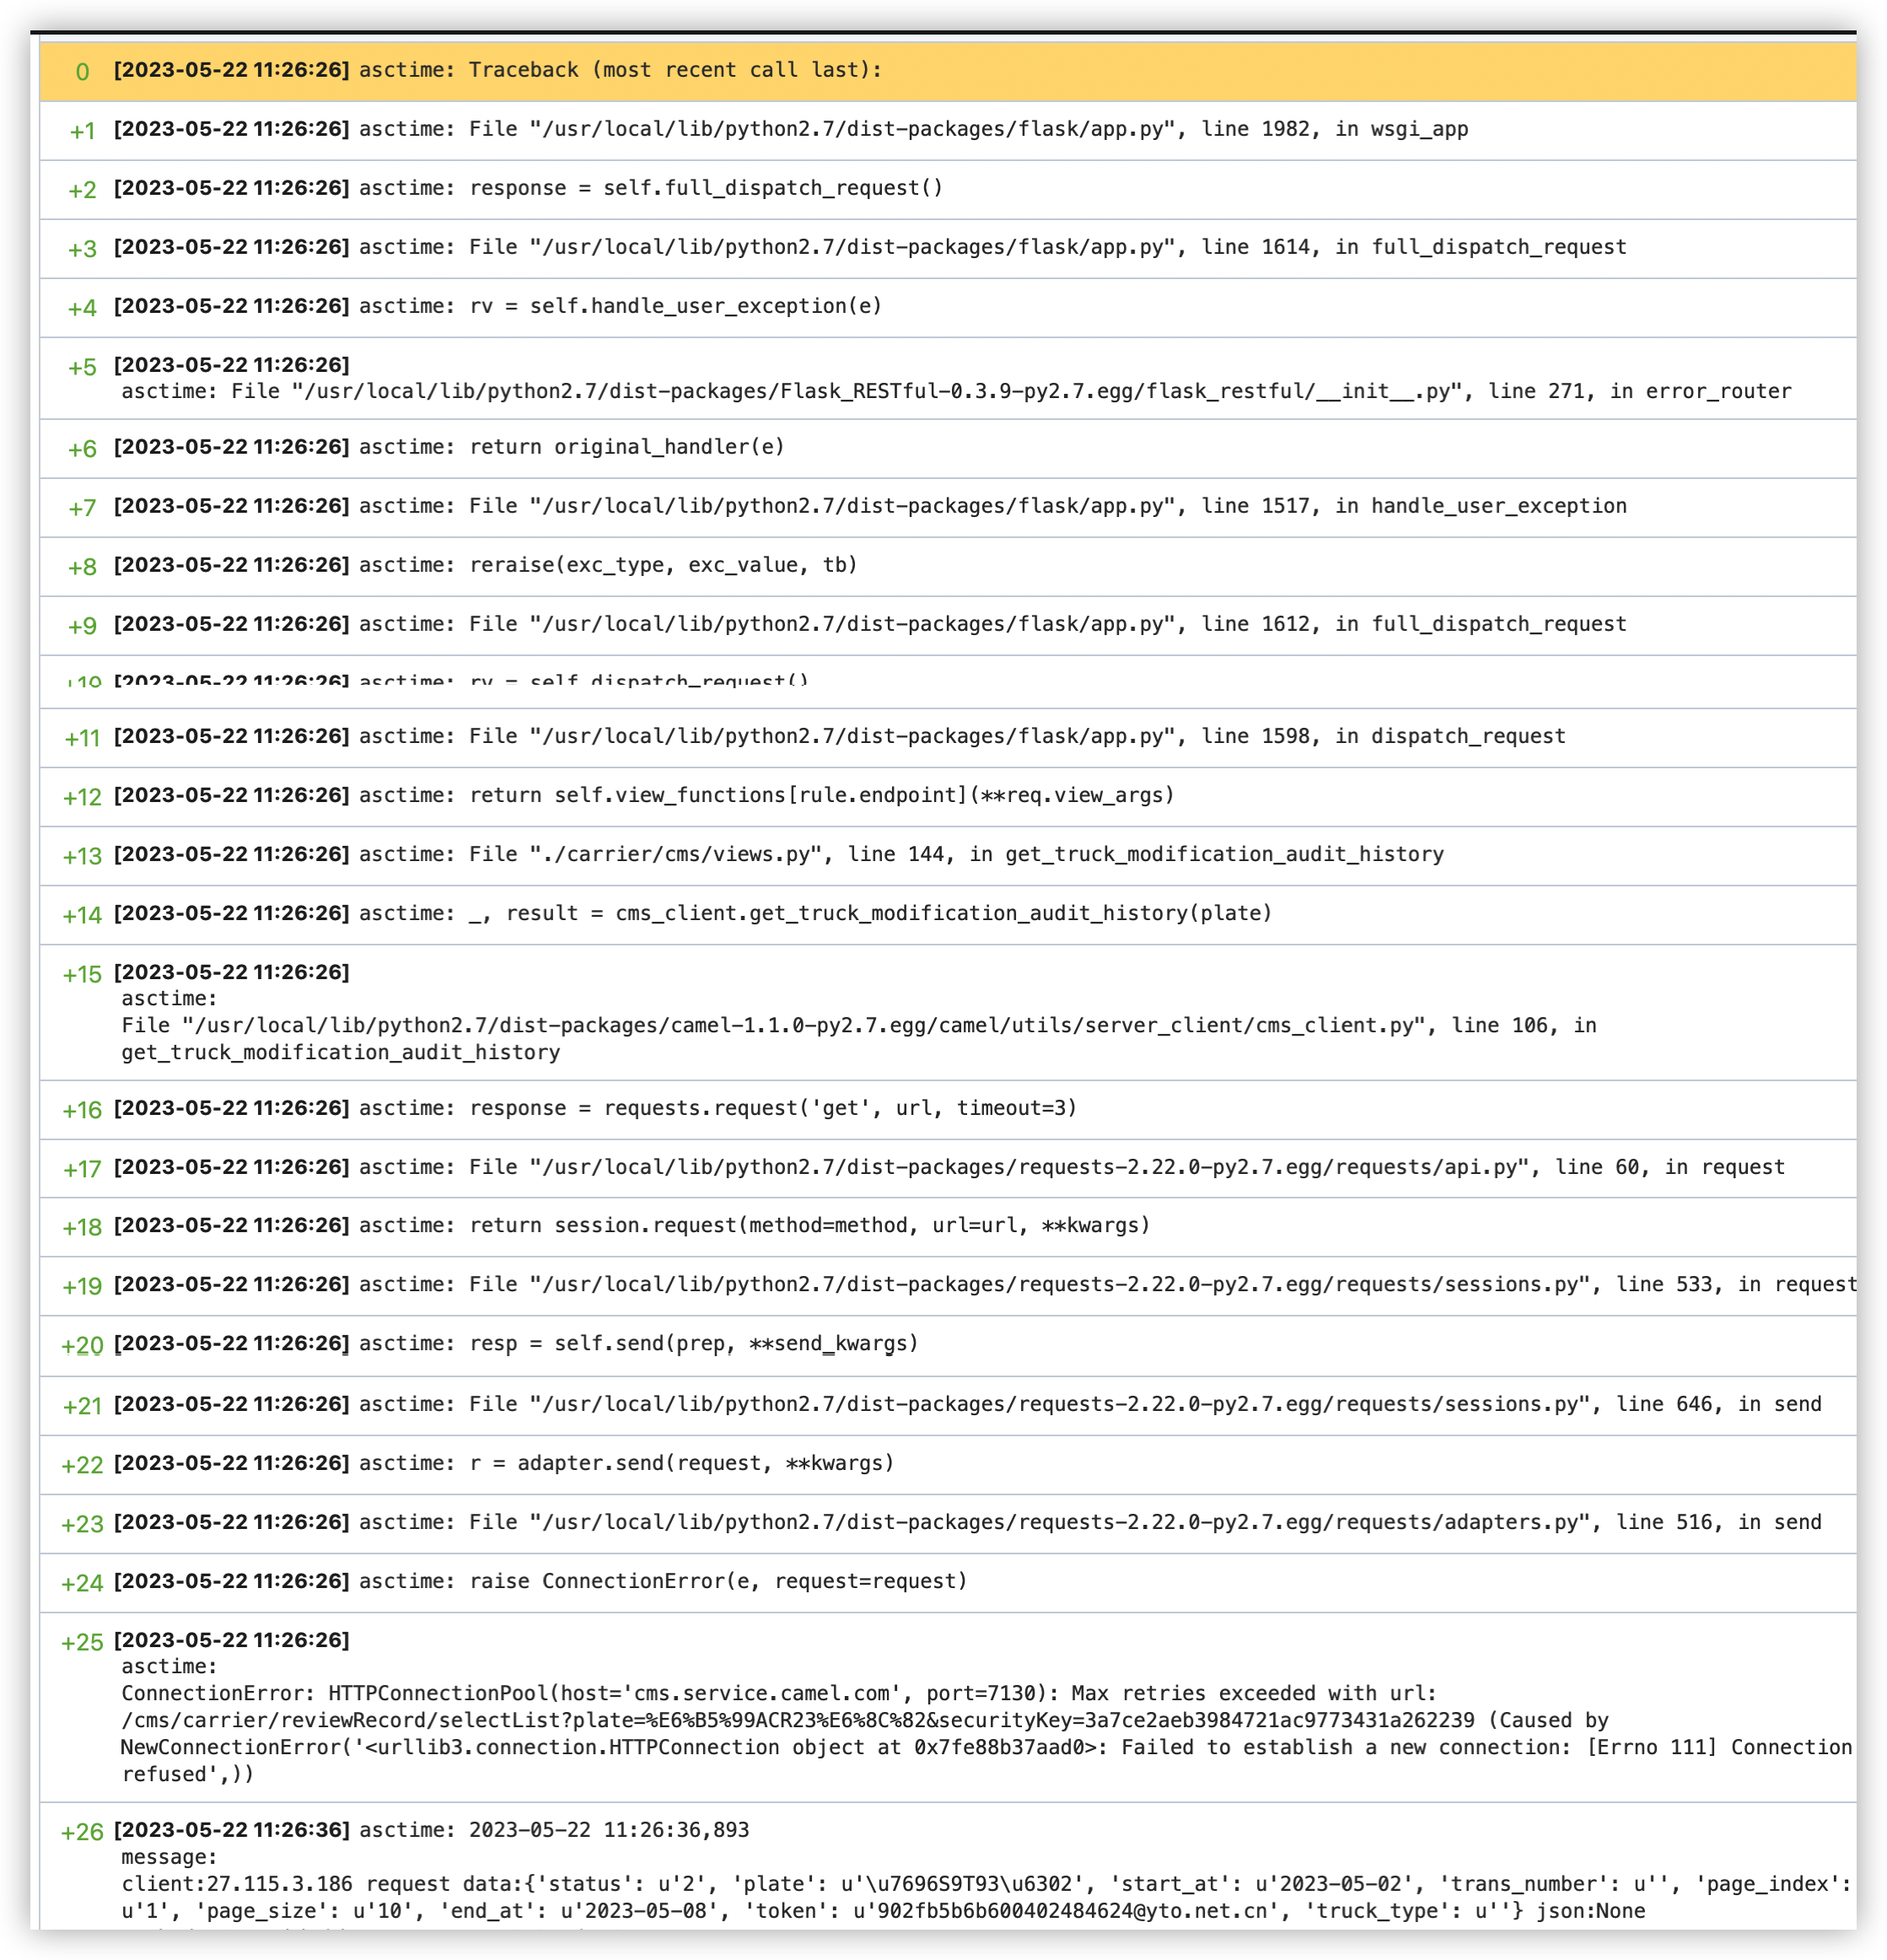 0 [2023-05-22 11:26:26] asctime: Traceback (most recent call last):
+1 [2023-05-22 11:26:26] asctime: File "/usr/local/lib/python2.7/dist-packages/flask/app.py", line 1982, in wsgi_app
+2 [2023-05-22 11:26:26] asctime: response = self.full_dispatch_request()
+3 [2023-05-22 11:26:26] asctime: File "/usr/local/lib/python2.7/dist-packages/flask/app.py", line 1614, in full_dispatch_request
+4 [2023-05-22 11:26:26] asctime: rv = self.handle_user_exception(e)
+5 [2023-05-22 11:26:26]
asctime: File "/usr/local/lib/python2.7/dist-packages/Flask_RESTful-0.3.9-py2.7.egg/flask_restful/__init__.py", line 271, in error_router
+6 [2023-05-22 11:26:26] asctime: return original_handler(e)
+7 [2023-05-22 11:26:26] asctime: File "/usr/local/lib/python2.7/dist-packages/flask/app.py", line 1517, in handle_user_exception
+8 [2023-05-22 11:26:26] asctime: reraise(exc_type, exc_value, tb)
+9 [2023-05-22 11:26:26] asctime: File "/usr/local/lib/python2.7/dist-packages/flask/app.py", line 1612, in full_dispatch_request
+10 [2023-05-22 11:26:26] asctime: rv = self.dispatch_request()
+11 [2023-05-22 11:26:26] asctime: File "/usr/local/lib/python2.7/dist-packages/flask/app.py", line 1598, in dispatch_request
+12 [2023-05-22 11:26:26] asctime: return self.view_functions[rule.endpoint](**req.view_args)
+13 [2023-05-22 11:26:26] asctime: File "./carrier/cms/views.py", line 144, in get_truck_modification_audit_history
+14 [2023-05-22 11:26:26] asctime: _, result = cms_client.get_truck_modification_audit_history(plate)
+15 [2023-05-22 11:26:26]
asctime:
File "/usr/local/lib/python2.7/dist-packages/camel-1.1.0-py2.7.egg/camel/utils/server_client/cms_client.py", line 106, in
get_truck_modification_audit_history
+16 [2023-05-22 11:26:26] asctime: response = requests.request('get', url, timeout=3)
+17 [2023-05-22 11:26:26] asctime: File "/usr/local/lib/python2.7/dist-packages/requests-2.22.0-py2.7.egg/requests/api.py", line 60, in request
+18 [2023-05-22 11:26:26] asctime: return session.request(method=method, url=url, **kwargs)
+19 [2023-05-22 11:26:26] asctime: File "/usr/local/lib/python2.7/dist-packages/requests-2.22.0-py2.7.egg/requests/sessions.py", line 533, in request
+20 [2023-05-22 11:26:26] asctime: resp = self.send(prep, **send_kwargs)
+21 [2023-05-22 11:26:26] asctime: File "/usr/local/lib/python2.7/dist-packages/requests-2.22.0-py2.7.egg/requests/sessions.py", line 646, in send
+22 [2023-05-22 11:26:26] asctime: r = adapter.send(request, **kwargs)
+23 [2023-05-22 11:26:26] asctime: File "/usr/local/lib/python2.7/dist-packages/requests-2.22.0-py2.7.egg/requests/adapters.py", line 516, in send
+24 [2023-05-22 11:26:26] asctime: raise ConnectionError(e, request=request)
+25 [2023-05-22 11:26:26]
asctime:
ConnectionError: HTTPConnectionPool(host='cms.service.camel.com', port=7130): Max retries exceeded with url:
/cms/carrier/reviewRecord/selectList?plate=%E6%B5%99ACR23%E6%8C%82&securityKey=3a7ce2aeb3984721ac9773431a262239 (Caused by
NewConnectionError('<urllib3.connection.HTTPConnection object at 0x7fe88b37aad0>: Failed to establish a new connection: [Errno 111] Connection
refused',))
+26 [2023-05-22 11:26:36] asctime: 2023-05-22 11:26:36,893
message:
client:27.115.3.186 request data:{'status': u'2', 'plate': u'\u7696S9T93\u6302', 'start_at': u'2023-05-02', 'trans_number': u'', 'page_index':
u'1', 'page_size': u'10', 'end_at': u'2023-05-08', 'token': u'902fb5b6b600402484624@yto.net.cn', 'truck_type': u''} json:None